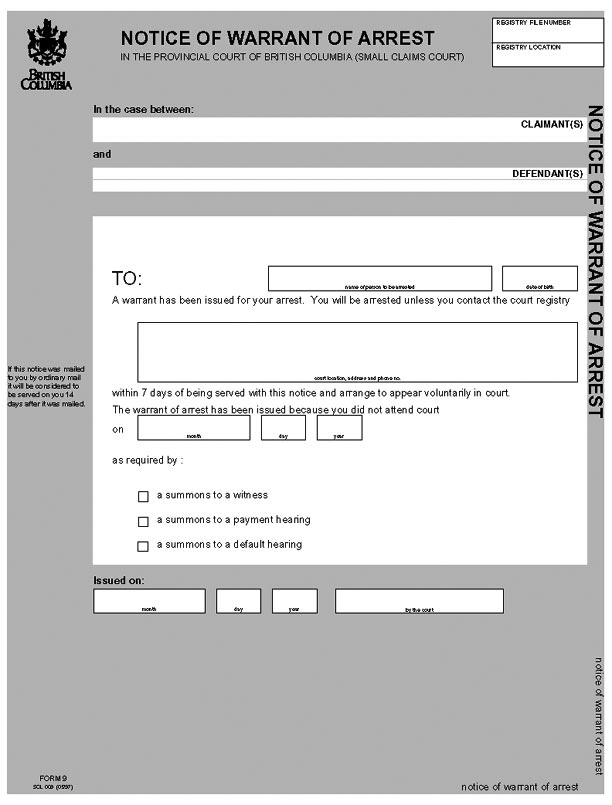 BRITISH
COLUMBIA
NOTICE OF WARRANT OF ARREST
IN THE PROVINCIAL COURT OF BRITISH COLUMBIA (SMALL CLAIMS COURT)
REGISTRY FILE NUMBER
REGISTRY LOCATION
In the case between:
CLAIMANT(S)
and
DEFENDANT(S)
NOTICE OF WARRANT OF ARREST
TO:
name of person to be arrested
date of birth
A warrant has been issued for your arrest. You will be arrested unless you contact the court registry
court location, address and phone no.
If this notice was mailed
to you by ordinary mail
it will be considered to
be served on you 14
days after it was mailed.
within 7 days of being served with this notice and arrange to appear voluntarily in court.
The warrant of arrest has been issued because you did not attend court
on
month
day
year
as required by :
a summons to a witness
a summons to a payment hearing
a summons to a default hearing
Issued on:
month
day
year
by the court
notice of warrant of arrest
FORM 9
SCL 009 (05/97)
notice of warrant of arrest